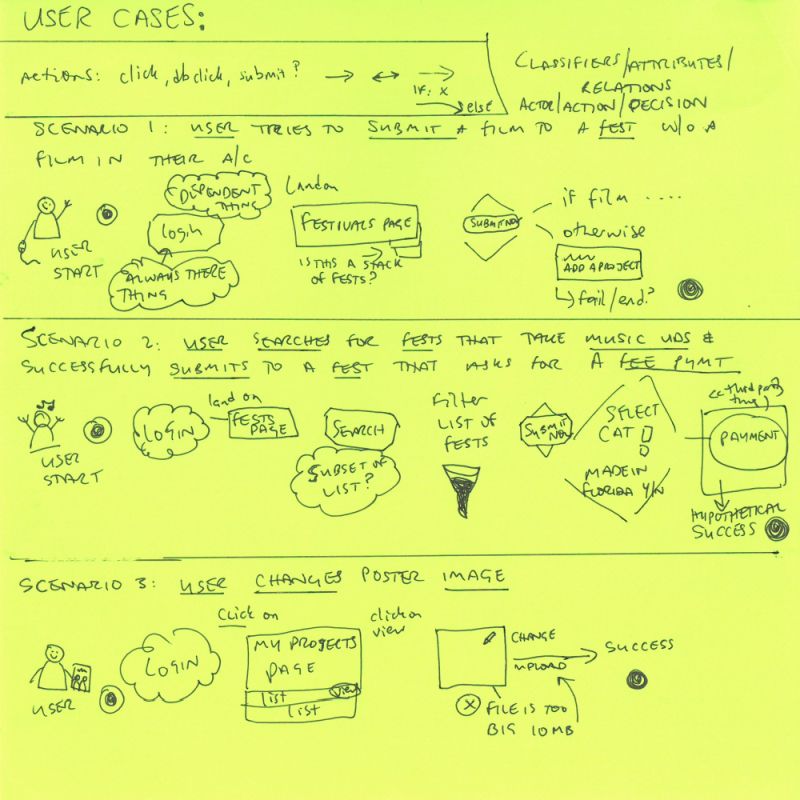 USER CASES:
ACTIONS: click, dbclick, submit?
IF: X
else
CLASSIFIERS/ATTRIBUTES/
RELATIONS
ACTOR/ACTION/DECISION
SCENARIO 1: USER TRIES TO SUBMIT A FILM TO A FEST W/O A
FILM IN THEIR A/C
USER
START
DEPENDENT
THING
login
ALWAYS THERE
THING
Land on
FESTIVALS PAGE
IS THIS A STACK
OF FESTS?
SUBMIT NOW
if film ....
otherwise
ADD A PROJECT
fail/end?
SCENARIO 2: USER SEARCHES FOR FESTS THAT TAKE MUSIC VIDS &
SUCCESSFULLY SUBMITS TO A FEST THAT ASKS FOR A FEE PYMT
USER
START
LOGIN
land on
FESTS
PAGE
SEARCH
SUBSET OF
LIST?
Filter
LIST OF
FESTS
SUBMIT
NOW
SELECT
CAT
MADE IN
FLORIDA Y/N
<<third party
thing>
PAYMENT
HYPOTHETICAL
SUCCESS
SCENARIO 3: USER CHANGES POSTER IMAGE
USER
LOGIN
Click on
MY PROJECTS
PAGE
list
view
list
click on
view
CHANGE
UPLOAD
SUCCESS
X
FILE IS TOO
BIG 10MB